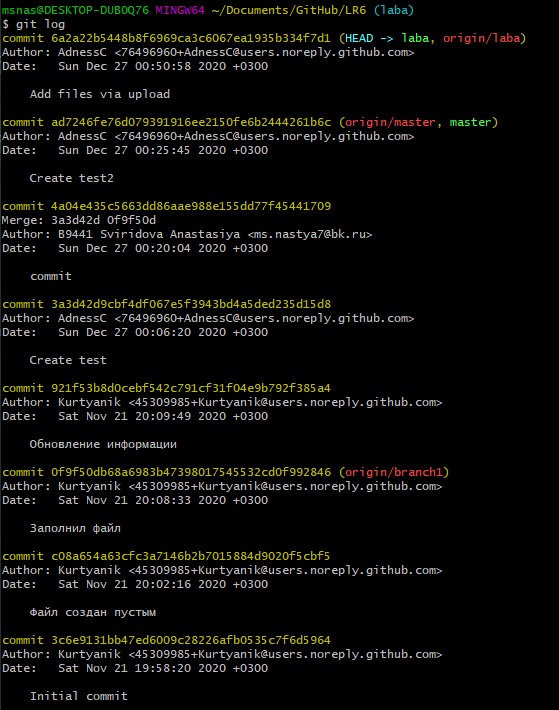 msnas@DESKTOP-DUBOQ76 MINGW64 ~/Documents/GitHub/LR6 (laba)
$ git log
commit 6a2a22b5448b8f6969ca3c6067ea1935b334f7d1 (HEAD -> laba, origin/laba)
Author: AdnessC <76496960+AdnessC@users.noreply.github.com>
Date:   Sun Dec 27 00:50:58 2020 +0300
Add files via upload
commit ad7246fe76d079391916ee2150fe6b2444261b6c (origin/master, master)
Author: AdnessC <76496960+AdnessC@users.noreply.github.com>
Date:   Sun Dec 27 00:25:45 2020 +0300
Create test2
commit 4a04e435c5663dd86aae988e155dd77f45441709
Merge: 3a3d42d 0f9f50d
Author: B9441 Sviridova Anastasiya <ms.nastya7@bk.ru>
Date:   Sun Dec 27 00:20:04 2020 +0300
commit
commit 3a3d42d9cbf4df067e5f3943bd4a5ded235d15d8
Author: AdnessC <76496960+AdnessC@users.noreply.github.com>
Date:   Sun Dec 27 00:06:20 2020 +0300
Create test
commit 921f53b8d0cebf542c791cf31f04e9b792f385a4
Author: Kurtyanik <45309985+Kurtyanik@users.noreply.github.com>
Date:   Sat Nov 21 20:09:49 2020 +0300
Обновление информации
commit 0f9f50db68a6983b47398017545532cd0f992846 (origin/branch1)
Author: Kurtyanik <45309985+Kurtyanik@users.noreply.github.com>
Date:   Sat Nov 21 20:08:33 2020 +0300
Заполнил файл
commit c08a654a63cfc3a7146b2b7015884d9020f5cbf5
Author: Kurtyanik <45309985+Kurtyanik@users.noreply.github.com>
Date:   Sat Nov 21 20:02:16 2020 +0300
Файл создан пустым
commit 3c6e9131bb47ed6009c28226afb0535c7f6d5964
Author: Kurtyanik <45309985+Kurtyanik@users.noreply.github.com>
Date:   Sat Nov 21 19:58:20 2020 +0300
Initial commit